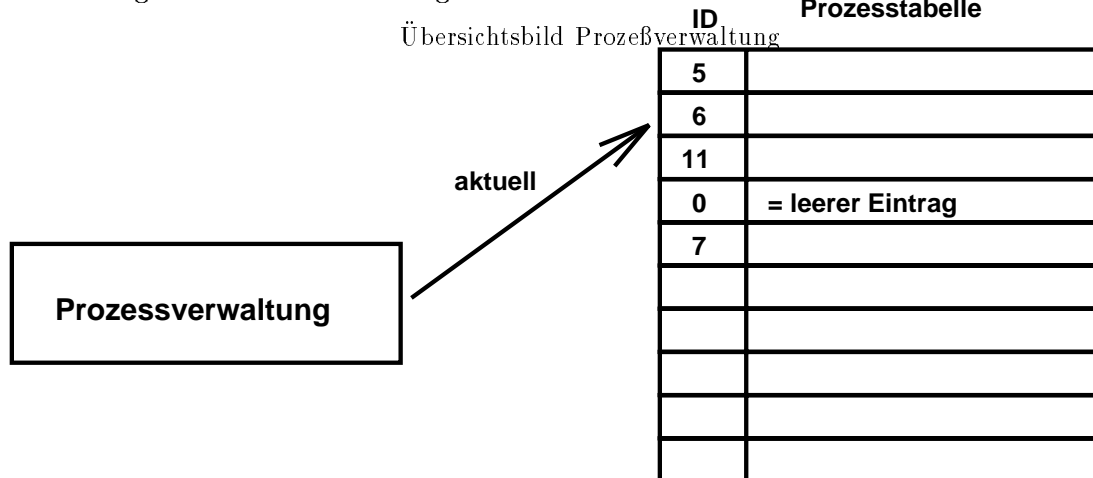 Prozesstabelle
ID
Übersichtsbild Prozeßverwaltung
5
6
11
aktuell
0 = leerer Eintrag
7
Prozessverwaltung